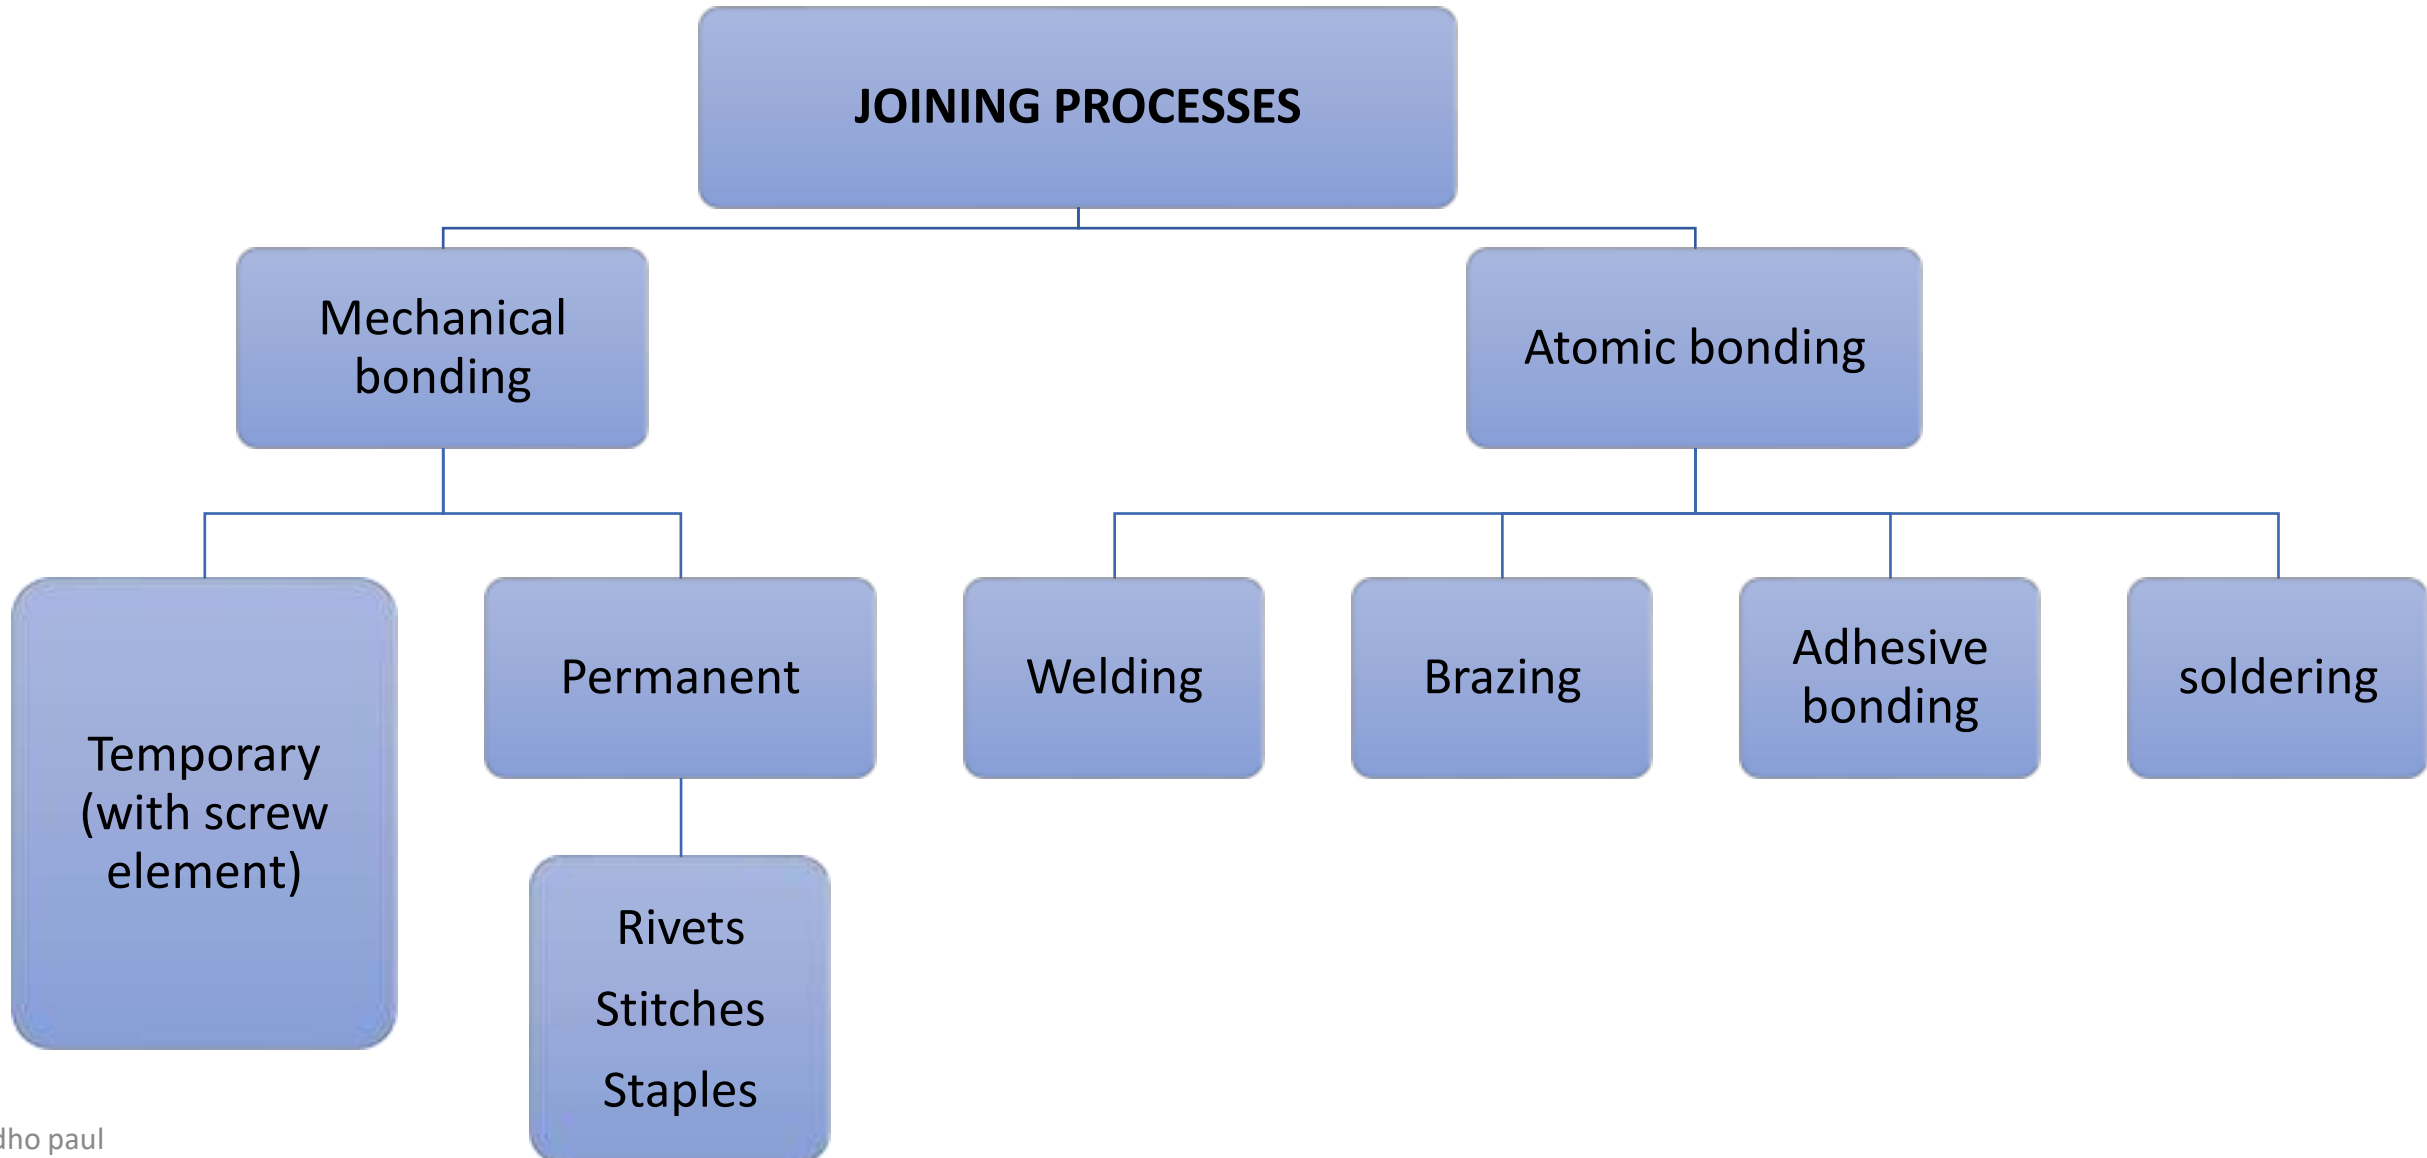 JOINING PROCESSES
Mechanical
bonding
Atomic bonding
Temporary
(with screw
element)
Permanent
Welding
Brazing
Adhesive
bonding
soldering
Rivets
Stitches
Staples
paul